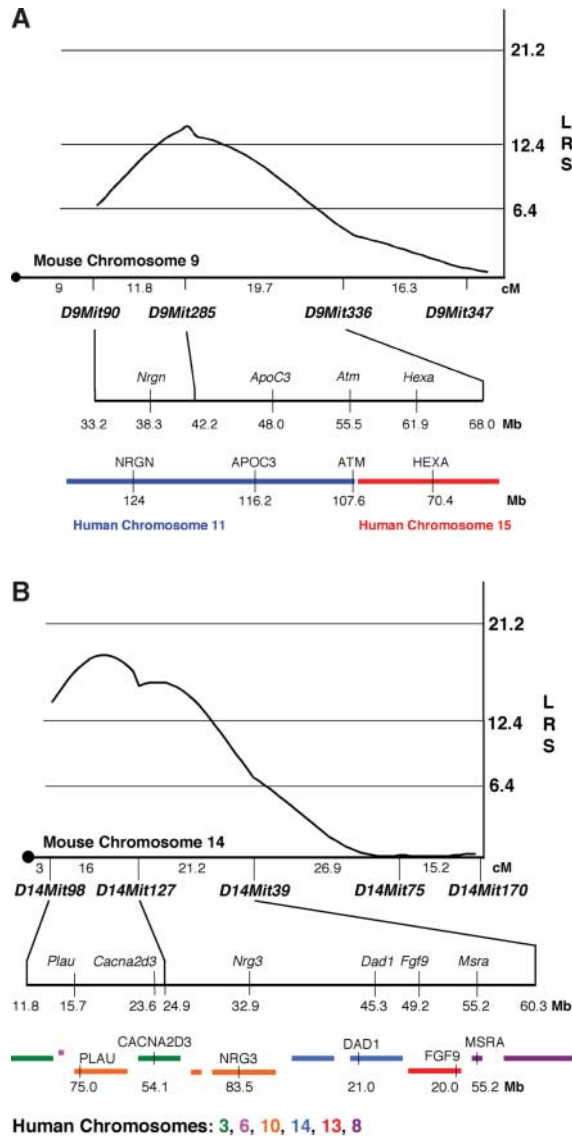 A
21.2
L
12.4 R
S
6.4
Mouse Chromosome 9
9 11.8 19.7 16.3 cM
D9Mit90 D9Mit285 D9Mit336 D9Mit347
Nrgn ApoC3 Atm Hexa
33.2 38.3 42.2 48.0 55.5 61.9 68.0 Mb
NRGN APOC3 ATM HEXA
124 116.2 107.6 70.4 Mb
Human Chromosome 11 Human Chromosome 15
B
21.2
L
12.4 R
S
6.4
Mouse Chromosome 14
3 16 21.2 26.9 15.2 cM
D14Mit98 D14Mit127 D14Mit39 D14Mit75 D14Mit170
Plau Cacna2d3 Nrg3 Dad1 Fgf9 Msra
11.8 15.7 23.6 24.9 32.9 45.3 49.2 55.2 60.3 Mb
CACNA2D3 DAD1 MSRA
PLAU NRG3 FGF9
75.0 54.1 83.5 21.0 20.0 55.2 Mb
Human Chromosomes: 3, 6, 10, 14, 13, 8